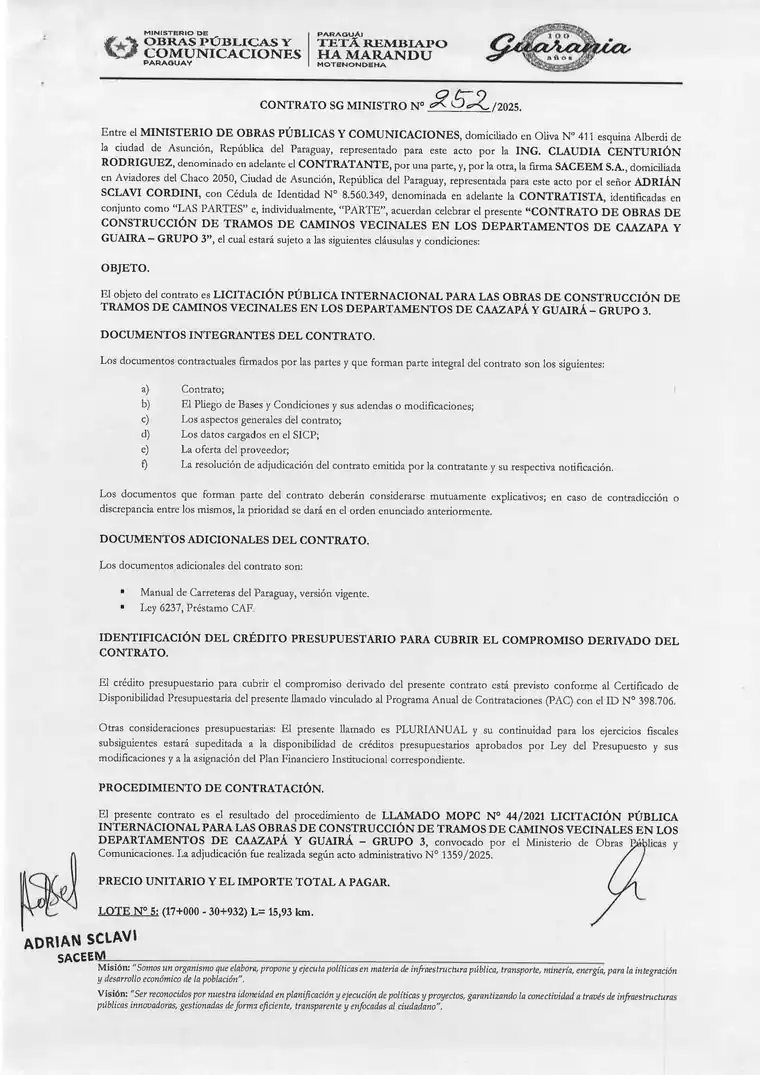 MINISTERIO DE
OBRAS PÚBLICAS Y
COMUNICACIONES
PARAGUAY
PARAGUÁI
TETÃ REMBIAPO
HA MARANDU
MOTENONDEHA
100
Guarania
años
CONTRATO SG MINISTRO N° 252/2025.
Entre el MINISTERIO DE OBRAS PÚBLICAS Y COMUNICACIONES, domiciliado en Oliva N° 411 esquina Alberdi de
la ciudad de Asunción, República del Paraguay, representado para este acto por la ING. CLAUDIA CENTURIÓN
RODRIGUEZ, denominado en adelante el CONTRATANTE, por una parte, y, por la otra, la firma SACEEM S.A., domiciliada
en Aviadores del Chaco 2050, Ciudad de Asunción, República del Paraguay, representada para este acto por el señor ADRIÁN
SCLAVI CORDINI, con Cédula de Identidad N° 8.560.349, denominada en adelante la CONTRATISTA, identificadas en
conjunto como "LAS PARTES" e, individualmente, "PARTE", acuerdan celebrar el presente "CONTRATO DE OBRAS DE
CONSTRUCCIÓN DE TRAMOS DE CAMINOS VECINALES EN LOS DEPARTAMENTOS DE CAAZAPA Y
GUAIRA – GRUPO 3", el cual estará sujeto a las siguientes cláusulas y condiciones:
OBJETO.
El objeto del contrato es LICITACIÓN PÚBLICA INTERNACIONAL PARA LAS OBRAS DE CONSTRUCCIÓN DE
TRAMOS DE CAMINOS VECINALES EN LOS DEPARTAMENTOS DE CAAZAPÁ Y GUAIRÁ – GRUPO 3.
DOCUMENTOS INTEGRANTES DEL CONTRATO.
Los documentos contractuales firmados por las partes y que forman parte integral del contrato son los siguientes:
a) Contrato;
b) El Pliego de Bases y Condiciones y sus adendas o modificaciones;
c) Los aspectos generales del contrato;
d) Los datos cargados en el SICP;
e) La oferta del proveedor;
f) La resolución de adjudicación del contrato emitida por la contratante y su respectiva notificación.
Los documentos que forman parte del contrato deberán considerarse mutuamente explicativos; en caso de contradicción o
discrepancia entre los mismos, la prioridad se dará en el orden enunciado anteriormente.
DOCUMENTOS ADICIONALES DEL CONTRATO.
Los documentos adicionales del contrato son:
▪ Manual de Carreteras del Paraguay, versión vigente.
▪ Ley 6237, Préstamo CAF.
IDENTIFICACIÓN DEL CRÉDITO PRESUPUESTARIO PARA CUBRIR EL COMPROMISO DERIVADO DEL
CONTRATO.
El crédito presupuestario para cubrir el compromiso derivado del presente contrato está previsto conforme al Certificado de
Disponibilidad Presupuestaria del presente llamado vinculado al Programa Anual de Contrataciones (PAC) con el ID N° 398.706.
Otras consideraciones presupuestarias: El presente llamado es PLURIANUAL y su continuidad para los ejercicios fiscales
subsiguientes estará supeditada a la disponibilidad de créditos presupuestarios aprobados por Ley del Presupuesto y sus
modificaciones y a la asignación del Plan Financiero Institucional correspondiente.
PROCEDIMIENTO DE CONTRATACIÓN.
El presente contrato es el resultado del procedimiento de LLAMADO MOPC N° 44/2021 LICITACIÓN PÚBLICA
INTERNACIONAL PARA LAS OBRAS DE CONSTRUCCIÓN DE TRAMOS DE CAMINOS VECINALES EN LOS
DEPARTAMENTOS DE CAAZAPÁ Y GUAIRÁ – GRUPO 3, convocado por el Ministerio de Obras Públicas y
Comunicaciones. La adjudicación fue realizada según acto administrativo N° 1359/2025.
PRECIO UNITARIO Y EL IMPORTE TOTAL A PAGAR.
LOTE N° 5: (17+000 - 30+932) L= 15,93 km.
ADRIAN SCLAVI
SACEEM
Misión: "Somos un organismo que elabora, propone y ejecuta políticas en materia de infraestructura pública, transporte, minería, energía, para la integración
y desarrollo económico de la población".
Visión: "Ser reconocidos por nuestra idoneidad en planificación y ejecución de políticas y proyectos, garantizando la conectividad a través de infraestructuras
públicas innovadoras, gestionadas de forma eficiente, transparente y enfocadas al ciudadano".